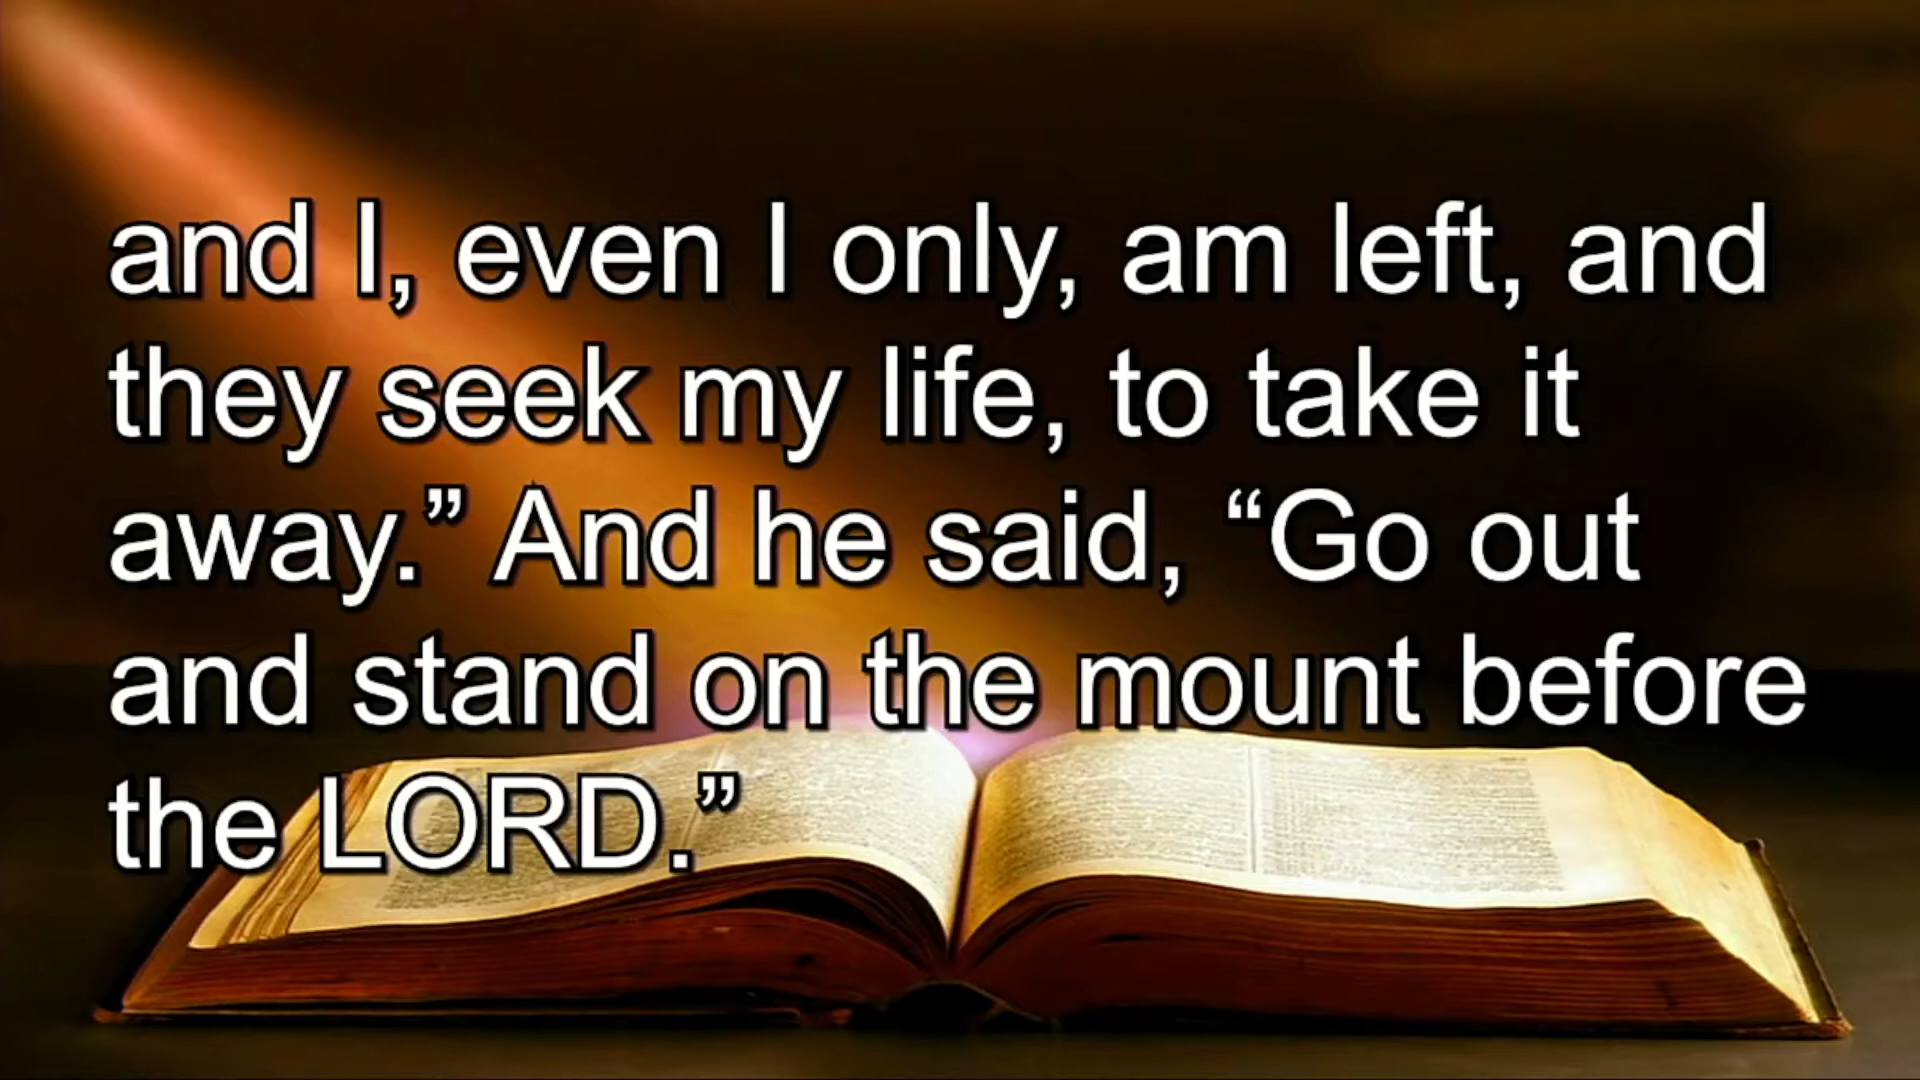 and I, even I only, am left, and
they seek my life, to take it
away.” And he said, “Go out
and stand on the mount before
the LORD.”